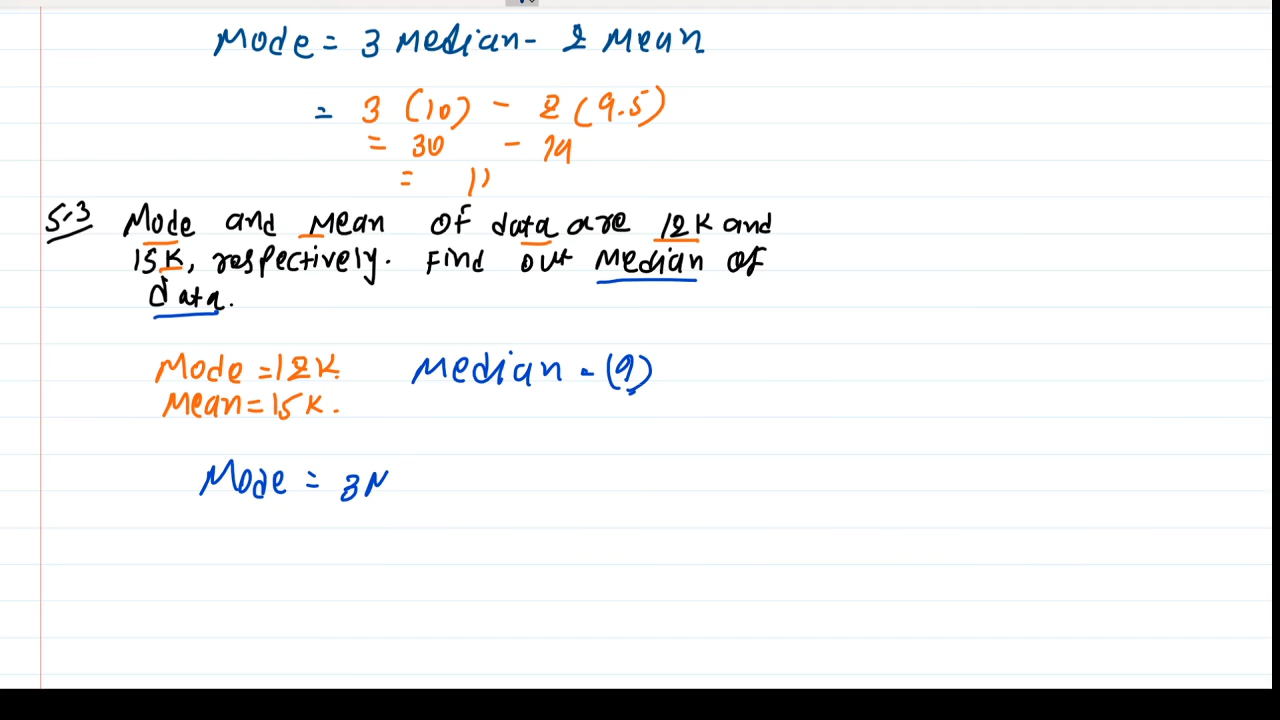 Mode = 3 Median - 2 Mean
= 3 (10) - 2 (9.5)
= 30 - 19
= 11
5.3 Mode and Mean of data are 12K and
15K, respectively. Find out Median of
data.
Mode = 12K. Median - (?)
Mean = 15K.
Mode = 3M